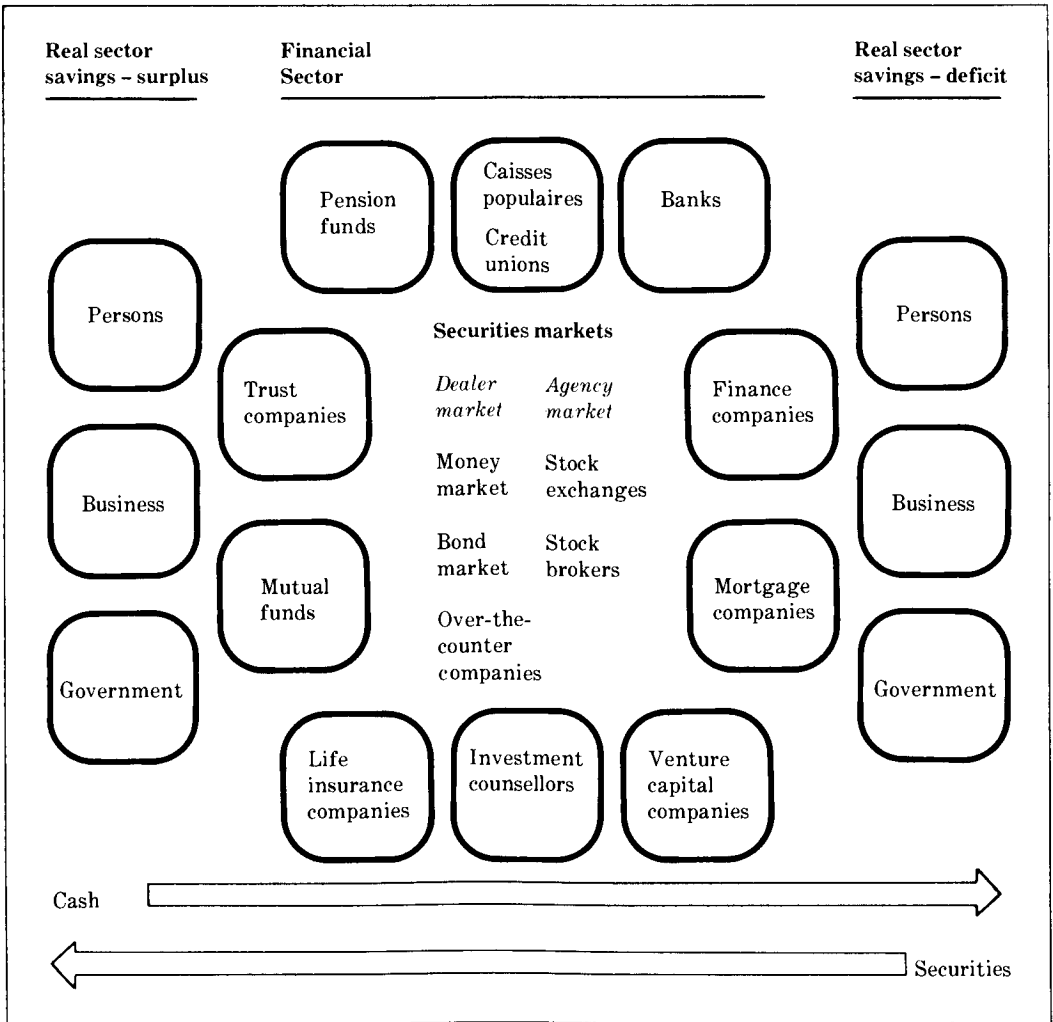 Real sector
savings – surplus
Financial
Sector
Real sector
savings – deficit
Pension
funds
Caisses
populaires
Credit
unions
Banks
Persons
Business
Government
Trust
companies
Mutual
funds
Securities markets
Dealer
market
Agency
market
Money
market
Stock
exchanges
Bond
market
Stock
brokers
Over-the-
counter
companies
Finance
companies
Mortgage
companies
Persons
Business
Government
Life
insurance
companies
Investment
counsellors
Venture
capital
companies
Cash
Securities